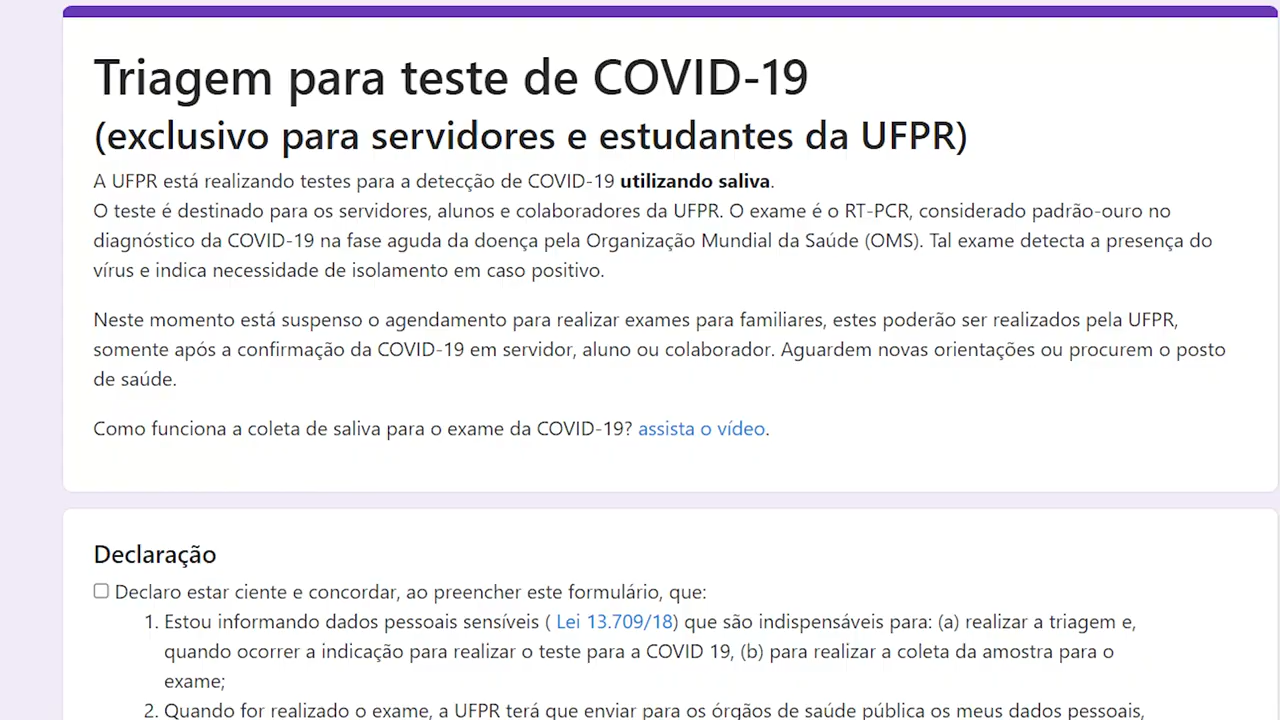 Triagem para teste de COVID-19
(exclusivo para servidores e estudantes da UFPR)
A UFPR está realizando testes para a detecção de COVID-19 utilizando saliva.
O teste é destinado para os servidores, alunos e colaboradores da UFPR. O exame é o RT-PCR, considerado padrão-ouro no
diagnóstico da COVID-19 na fase aguda da doença pela Organização Mundial da Saúde (OMS). Tal exame detecta a presença do
vírus e indica necessidade de isolamento em caso positivo.
Neste momento está suspenso o agendamento para realizar exames para familiares, estes poderão ser realizados pela UFPR,
somente após a confirmação da COVID-19 em servidor, aluno ou colaborador. Aguardem novas orientações ou procurem o posto
de saúde.
Como funciona a coleta de saliva para o exame da COVID-19? assista o vídeo.
Declaração
Declaro estar ciente e concordar, ao preencher este formulário, que:
1. Estou informando dados pessoais sensíveis ( Lei 13.709/18) que são indispensáveis para: (a) realizar a triagem e,
quando ocorrer a indicação para realizar o teste para a COVID 19, (b) para realizar a coleta da amostra para o
exame;
2. Quando for realizado o exame, a UFPR terá que enviar para os órgãos de saúde pública os meus dados pessoais,